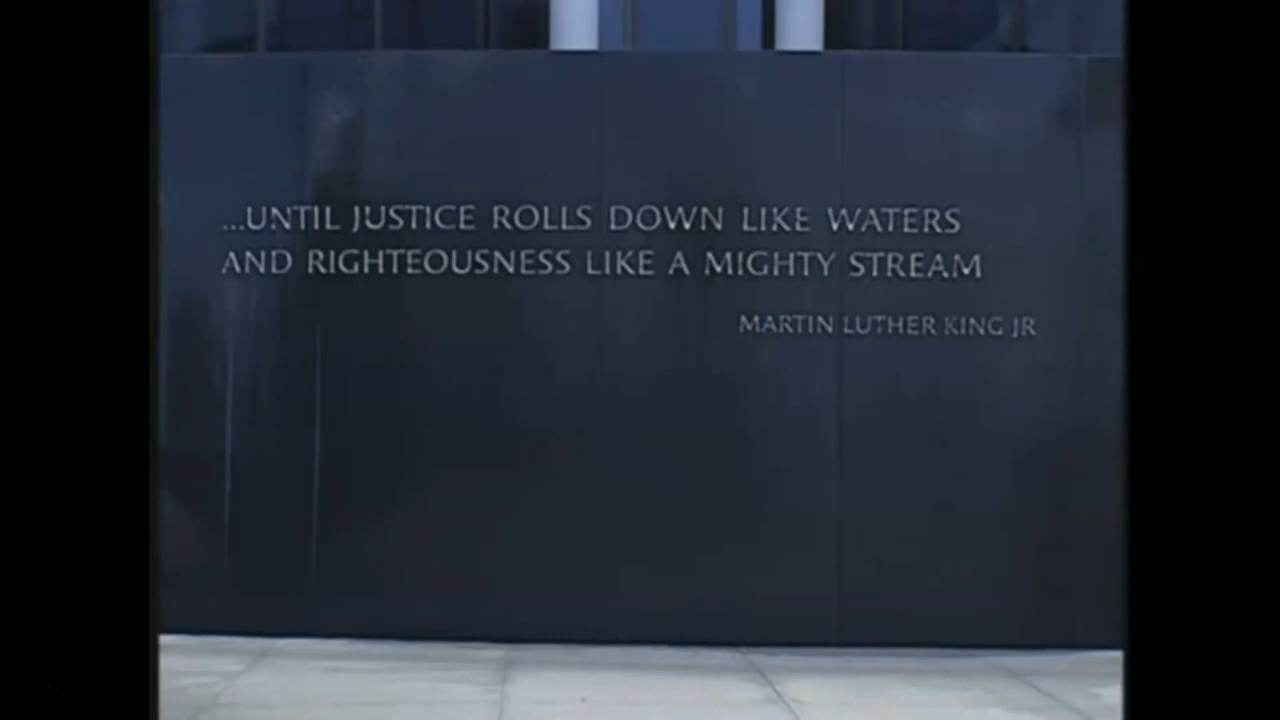 ...UNTIL JUSTICE ROLLS DOWN LIKE WATERS
AND RIGHTEOUSNESS LIKE A MIGHTY STREAM
MARTIN LUTHER KING JR